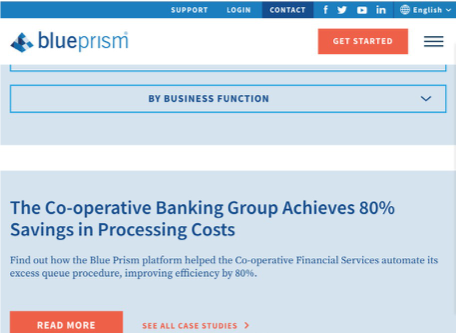 SUPPORT LOGIN CONTACT English
blueprism
GET STARTED
BY BUSINESS FUNCTION
The Co-operative Banking Group Achieves 80%
Savings in Processing Costs
Find out how the Blue Prism platform helped the Co-operative Financial Services automate its
excess queue procedure, improving efficiency by 80%.
READ MORE
SEE ALL CASE STUDIES